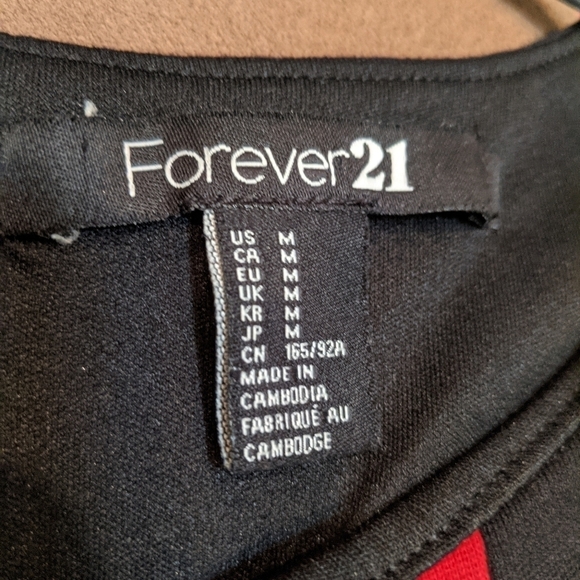 Forever21
US M
CA M
EU M
UK M
KR M
JP M
CN 165/92A
MADE IN
CAMBODIA
FABRIQUÉ AU
CAMBODGE